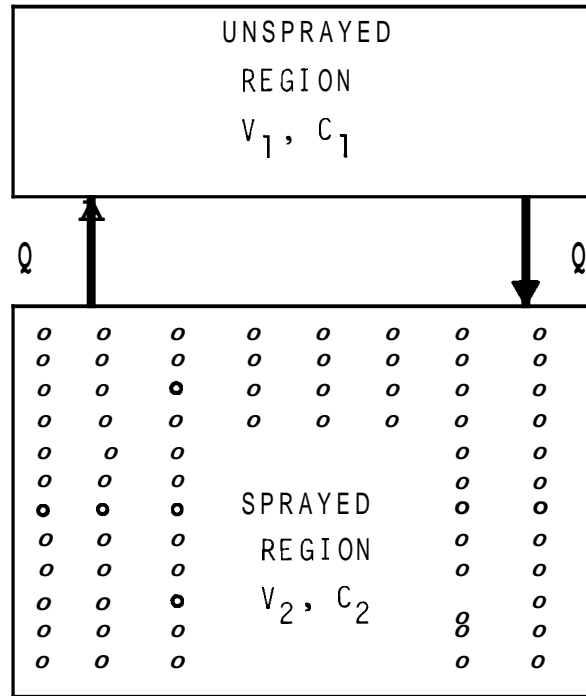 UNSPRAYED
REGION
V₁, C₁
Q
Q
SPRAYED
REGION
V₂, C₂